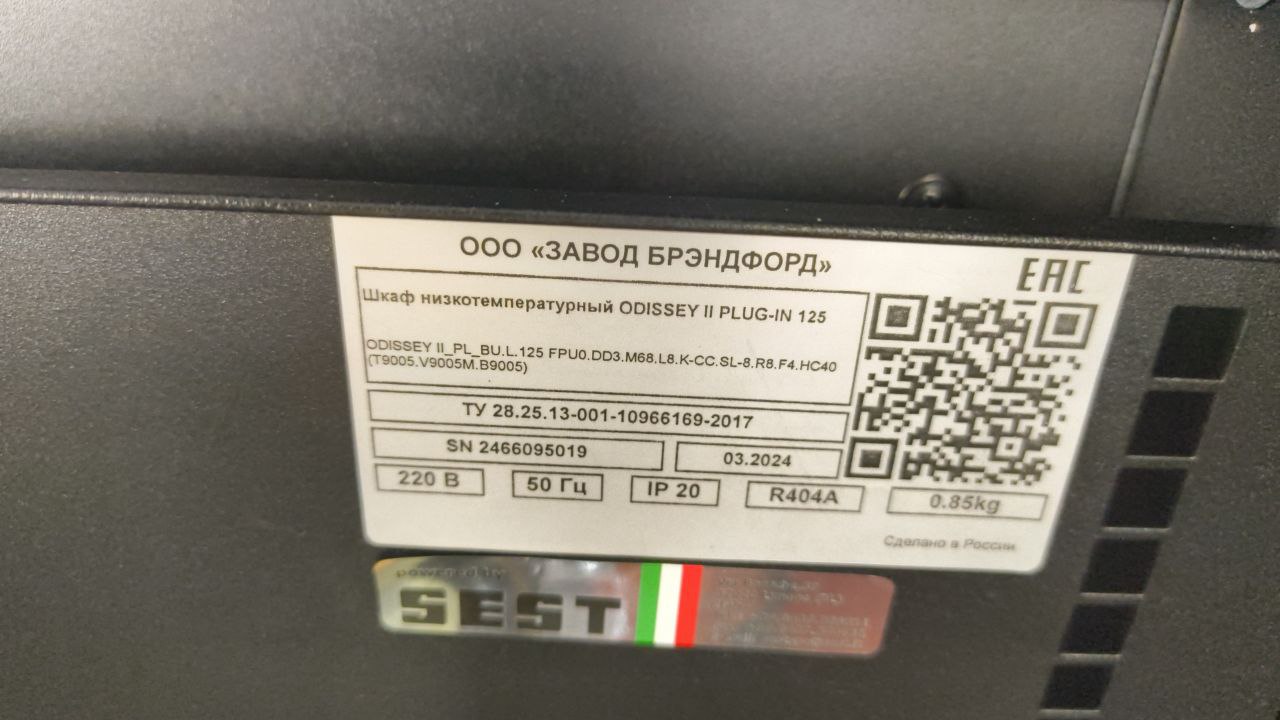 ООО «ЗАВОД БРЭНДФОРД»
EAC
Шкаф низкотемпературный ODISSEY II PLUG-IN 125
ODISSEY II_PL_BU.L.125 FPU0.DD3.M68.L8.K-CC.SL-8.R8.F4.HC40
(T9005.V9005M.B9005)
ТУ 28.25.13-001-10966169-2017
SN 2466095019
03.2024
220 В
50 Гц
IP 20
R404A
0.85kg
Сделано в России
powered by
SEST